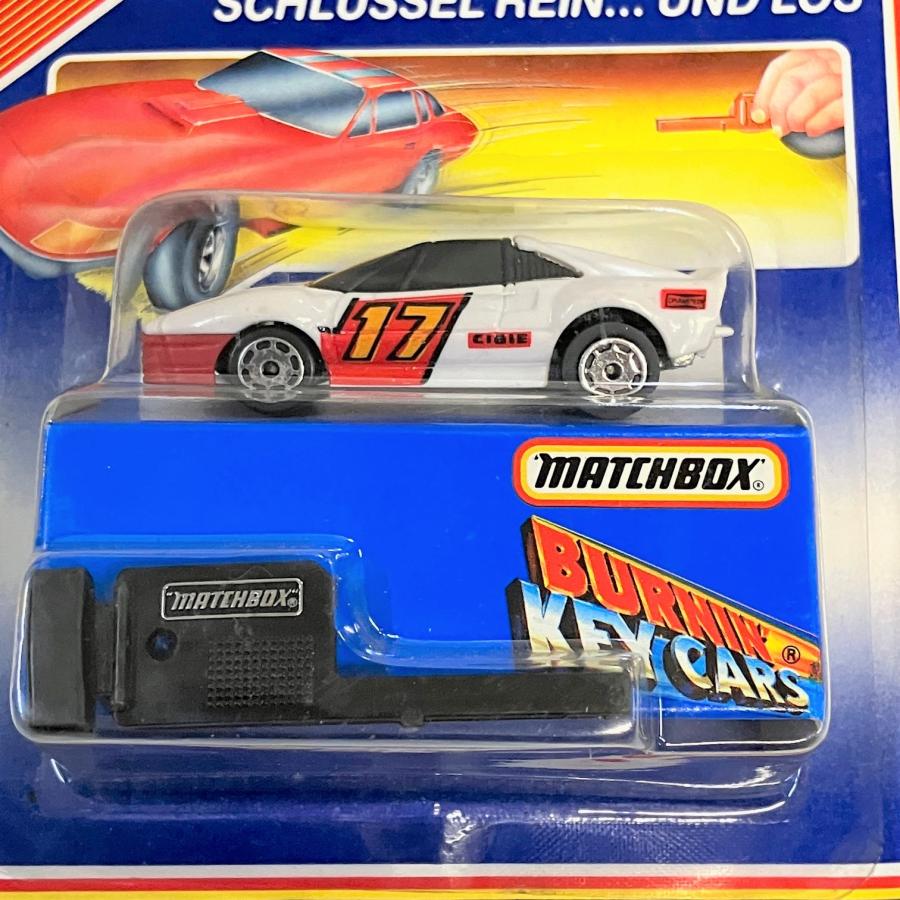 SCHLÜSSEL REIN... UND LOS
17
CIBIE
"MATCHBOX"®
BURNIN'
KEY CARS®
"MATCHBOX"®